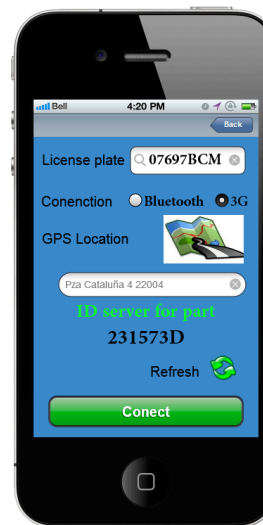 Bell 4:20 PM
Back
License plate 07697BCM
Conenction Bluetooth 3G
GPS Location
Pza Cataluña 4 22004
ID server for part
231573D
Refresh
Conect